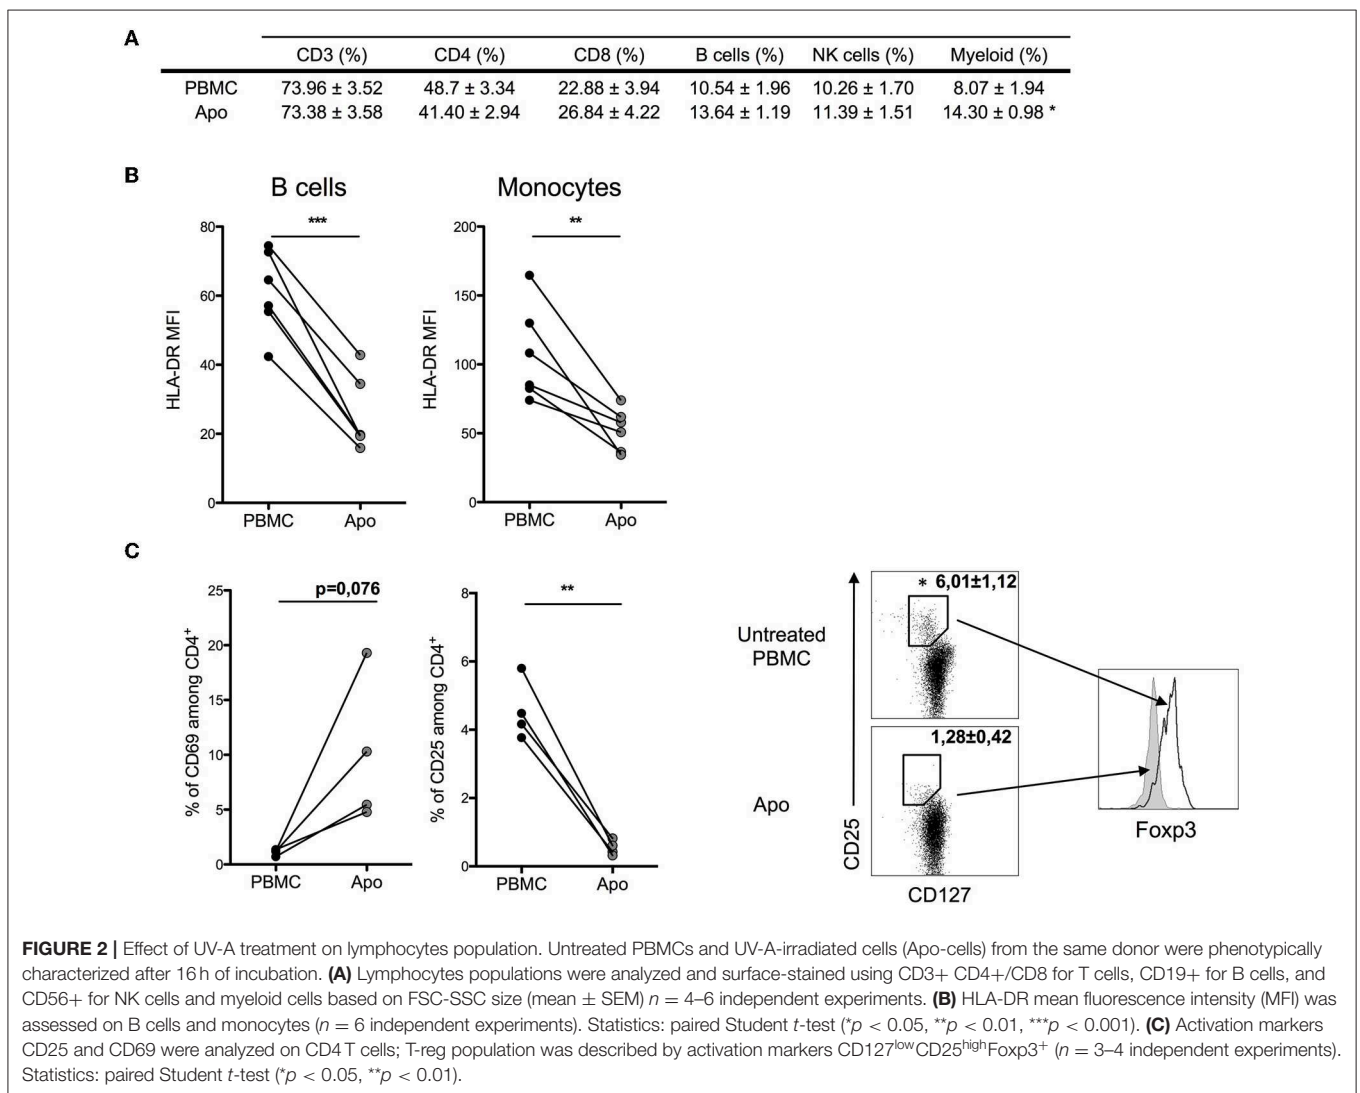 A
CD3 (%) CD4 (%) CD8 (%) B cells (%) NK cells (%) Myeloid (%)
PBMC 73.96 ± 3.52 48.7 ± 3.34 22.88 ± 3.94 10.54 ± 1.96 10.26 ± 1.70 8.07 ± 1.94
Apo 73.38 ± 3.58 41.40 ± 2.94 26.84 ± 4.22 13.64 ± 1.19 11.39 ± 1.51 14.30 ± 0.98 *
B
B cells
***
80
60
40
20
0
HLA-DR MFI
PBMC Apo
Monocytes
**
200
150
100
50
0
HLA-DR MFI
PBMC Apo
C
p=0,076
25
20
15
10
5
0
% of CD69 among CD4+
PBMC Apo
**
8
6
4
2
0
% of CD25 among CD4+
PBMC Apo
Untreated
PBMC
* 6,01±1,12
Apo
1,28±0,42
CD25
CD127
Foxp3
FIGURE 2 | Effect of UV-A treatment on lymphocytes population. Untreated PBMCs and UV-A-irradiated cells (Apo-cells) from the same donor were phenotypically
characterized after 16 h of incubation. (A) Lymphocytes populations were analyzed and surface-stained using CD3+ CD4+/CD8 for T cells, CD19+ for B cells, and
CD56+ for NK cells and myeloid cells based on FSC-SSC size (mean ± SEM) n = 4–6 independent experiments. (B) HLA-DR mean fluorescence intensity (MFI) was
assessed on B cells and monocytes (n = 6 independent experiments). Statistics: paired Student t-test (*p < 0.05, **p < 0.01, ***p < 0.001). (C) Activation markers
CD25 and CD69 were analyzed on CD4 T cells; T-reg population was described by activation markers CD127lowCD25highFoxp3+ (n = 3–4 independent experiments).
Statistics: paired Student t-test (*p < 0.05, **p < 0.01).